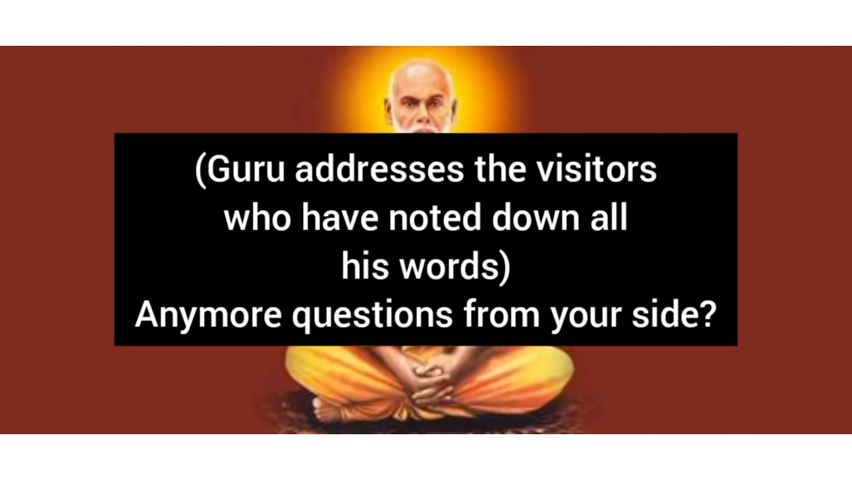 (Guru addresses the visitors
who have noted down all
his words)
Anymore questions from your side?